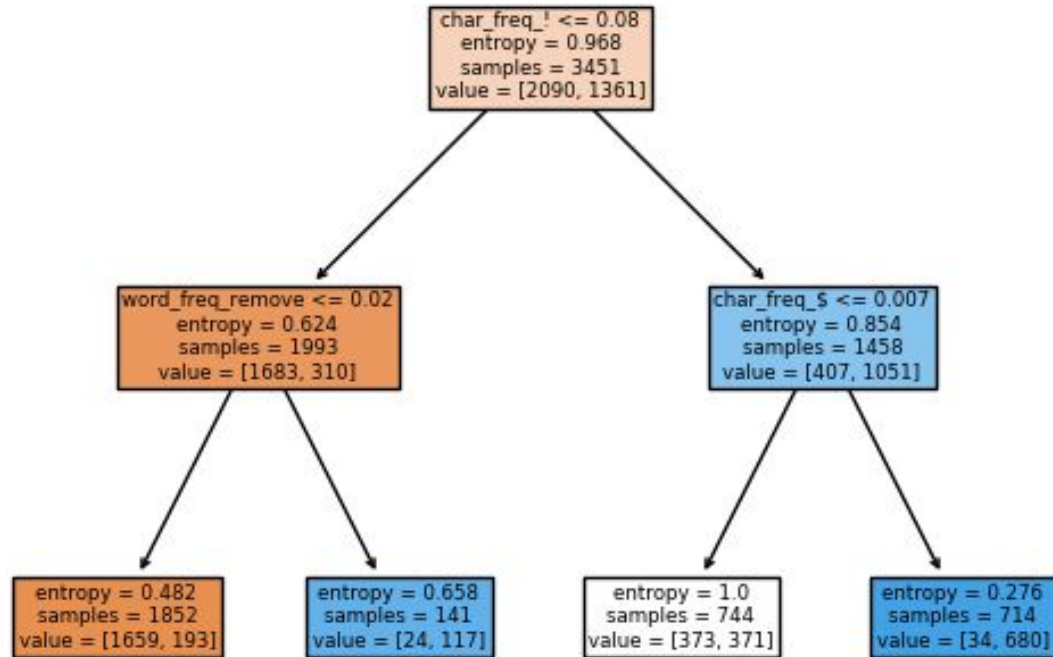 char_freq_! <= 0.08
entropy = 0.968
samples = 3451
value = [2090, 1361]
word_freq_remove <= 0.02
entropy = 0.624
samples = 1993
value = [1683, 310]
char_freq_$ <= 0.007
entropy = 0.854
samples = 1458
value = [407, 1051]
entropy = 0.482
samples = 1852
value = [1659, 193]
entropy = 0.658
samples = 141
value = [24, 117]
entropy = 1.0
samples = 744
value = [373, 371]
entropy = 0.276
samples = 714
value = [34, 680]